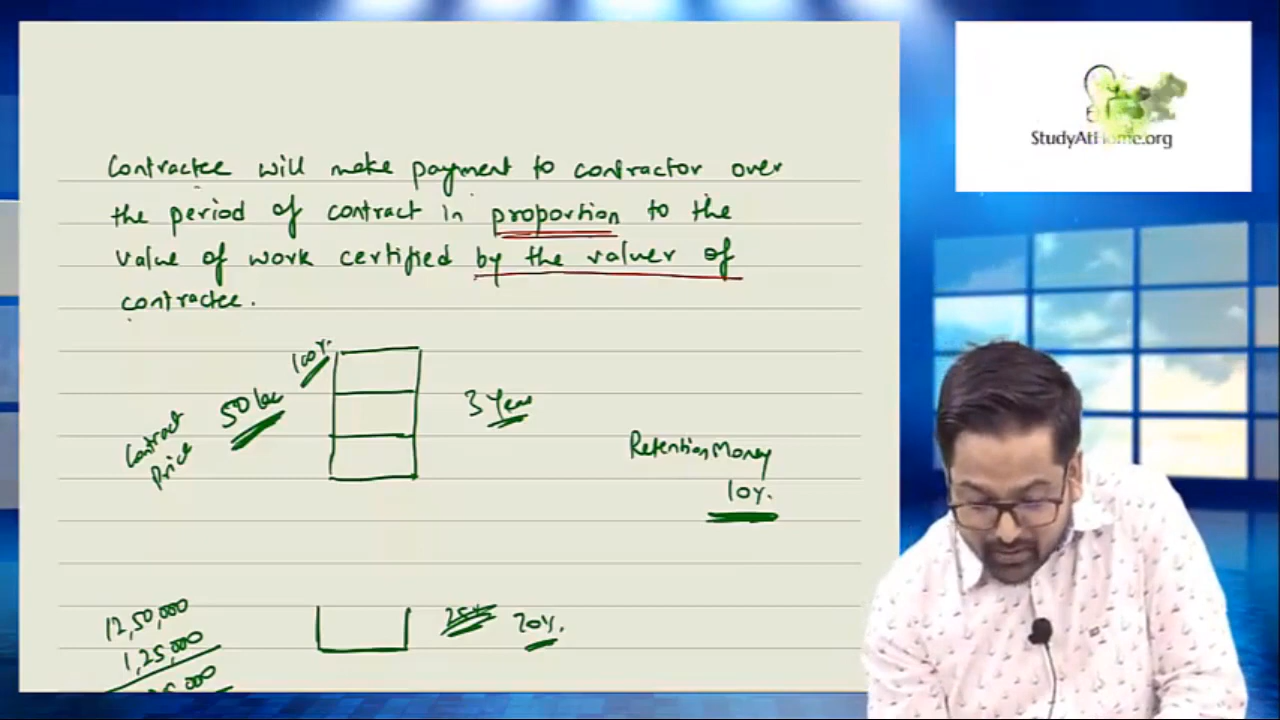 StudyAtHome.org
Contractee will make payment to contractor over
the period of contract in proportion to the
value of work certified by the valuer of
contractee.
100%
50 lac
Contract
Price
3 Year
Retention Money
10%.
12,50,000
1,25,000
25%
20%.